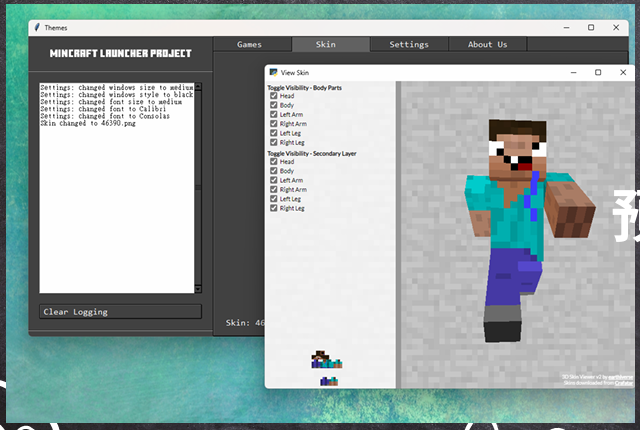 Themes
MINCRAFT LAUNCHER PROJECT
Games
Skin
Settings
About Us
Settings: changed windows size to medium
Settings: changed windows style to black
Settings: changed font size to medium
Settings: changed font to Calibri
Settings: changed font to Consolas
Skin changed to 46390.png
Clear Logging
Skin: 46
View Skin
Toggle Visibility - Body Parts
Head
Body
Left Arm
Right Arm
Left Leg
Right Leg
Toggle Visibility - Secondary Layer
Head
Body
Left Arm
Right Arm
Left Leg
Right Leg
3D Skin Viewer v2 by
Skins downloaded from Crafatar
预